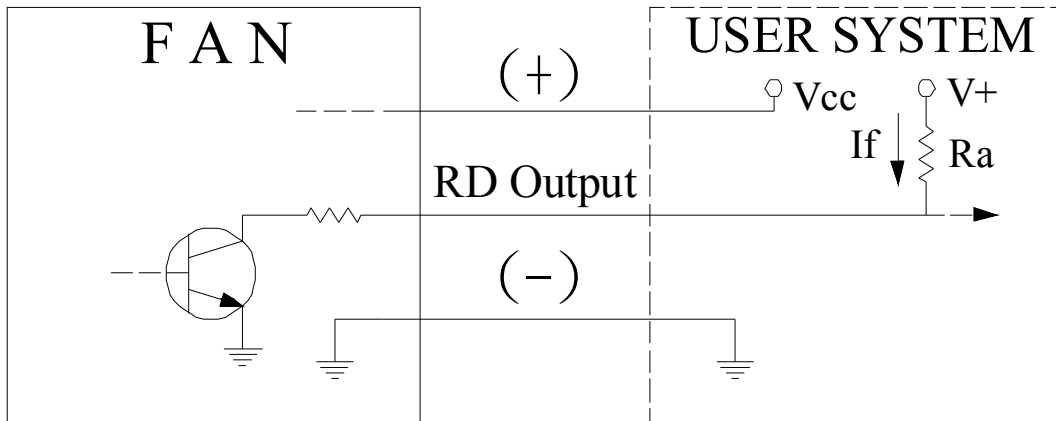 F A N
USER SYSTEM
(+)
Vcc
V+
If
Ra
RD Output
(-)